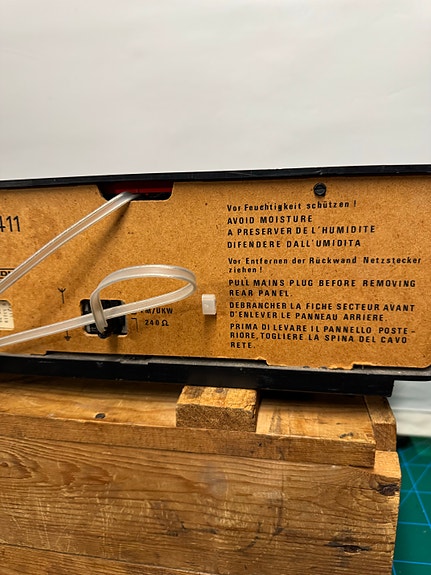 411
Vor Feuchtigkeit schützen !
AVOID MOISTURE
A PRESERVER DE L'HUMIDITE
DIFENDERE DALL'UMIDITA
Vor Entfernen der Rückwand Netzstecker
ziehen !
PULL MAINS PLUG BEFORE REMOVING
REAR PANEL.
DEBRANCHER LA FICHE SECTEUR AVANT
D'ENLEVER LE PANNEAU ARRIERE.
PRIMA DI LEVARE IL PANNELLO POSTE-
RIORE, TOGLIERE LA SPINA DEL CAVO
RETE.
FM/UKW
240 Ω